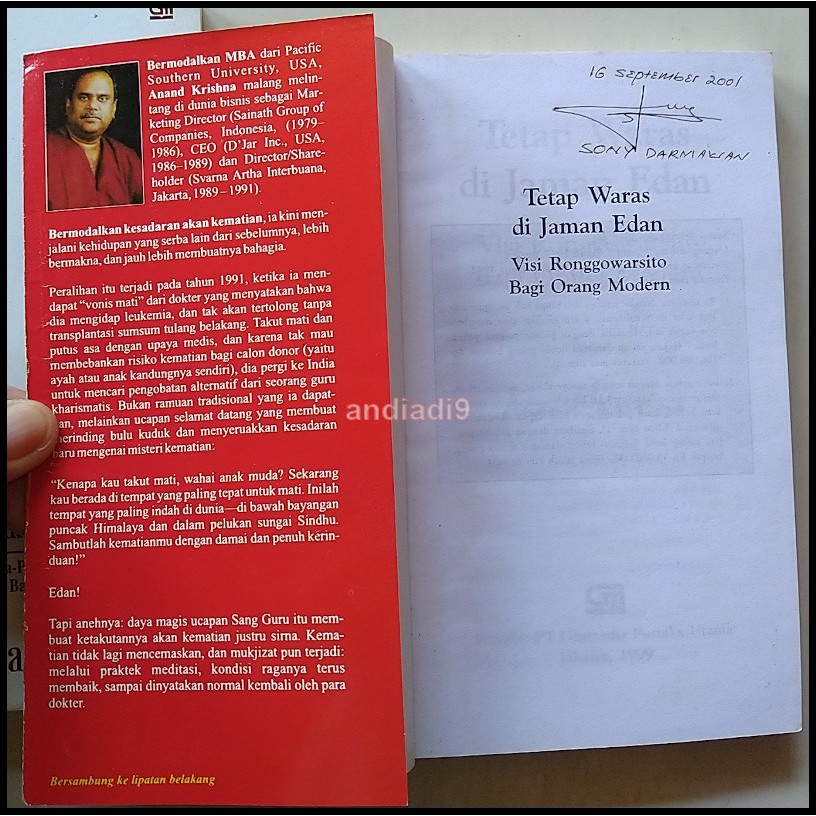 Bermodalkan MBA dari Pacific
Southern University, USA,
Anand Krishna malang melin-
tang di dunia bisnis sebagai Mar-
keting Director (Sainath Group of
Companies, Indonesia, (1979–
1986), CEO (D'Jar Inc., USA,
1986–1989) dan Director/Share-
holder (Svarna Artha Interbuana,
Jakarta, 1989 – 1991).
Bermodalkan kesadaran akan kematian, ia kini men-
jalani kehidupan yang serba lain dari sebelumnya, lebih
bermakna, dan jauh lebih membuatnya bahagia.
Peralihan itu terjadi pada tahun 1991, ketika ia men-
dapat "vonis mati" dari dokter yang menyatakan bahwa
dia mengidap leukemia, dan tak akan tertolong tanpa
transplantasi sumsum tulang belakang. Takut mati dan
putus asa dengan upaya medis, dan karena tak mau
membebankan risiko kematian bagi calon donor (yaitu
ayah atau anak kandungnya sendiri), dia pergi ke India
untuk mencari pengobatan alternatif dari seorang guru
kharismatis. Bukan ramuan tradisional yang ia dapat-
kan, melainkan ucapan selamat datang yang membuat
merinding bulu kuduk dan menyeruakkan kesadaran
baru mengenai misteri kematian:
"Kenapa kau takut mati, wahai anak muda? Sekarang
kau berada di tempat yang paling tepat untuk mati. Inilah
tempat yang paling indah di dunia—di bawah bayangan
puncak Himalaya dan dalam pelukan sungai Sindhu.
Sambutlah kematianmu dengan damai dan penuh kerin-
duan!"
Edan!
Tapi anehnya: daya magis ucapan Sang Guru itu mem-
buat ketakutannya akan kematian justru sirna. Kema-
tian tidak lagi mencemaskan, dan mukjizat pun terjadi:
melalui praktek meditasi, kondisi raganya terus
membaik, sampai dinyatakan normal kembali oleh para
dokter.
Bersambung ke lipatan belakang
16 September 2001
SONY DARMAWAN
Tetap Waras
di Jaman Edan
Visi Ronggowarsito
Bagi Orang Modern
andiadi9